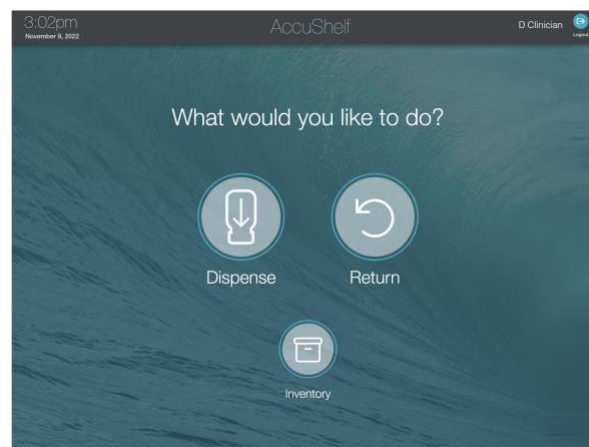 3:02pm
November 9, 2022
AccuShelf
D Clinician
Logout
What would you like to do?
Dispense
Return
Inventory